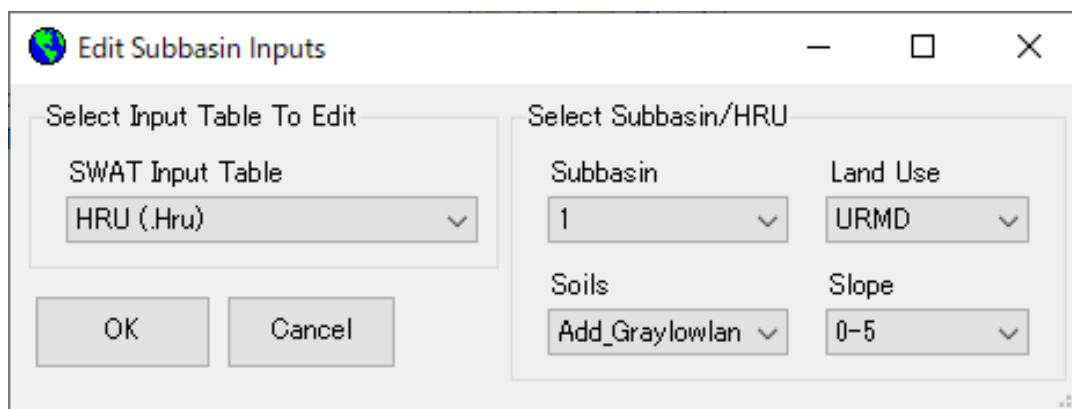 Edit Subbasin Inputs
Select Input Table To Edit
SWAT Input Table
HRU (.Hru)
OK
Cancel
Select Subbasin/HRU
Subbasin
Land Use
1
URMD
Soils
Slope
Add_Graylowlan
0-5